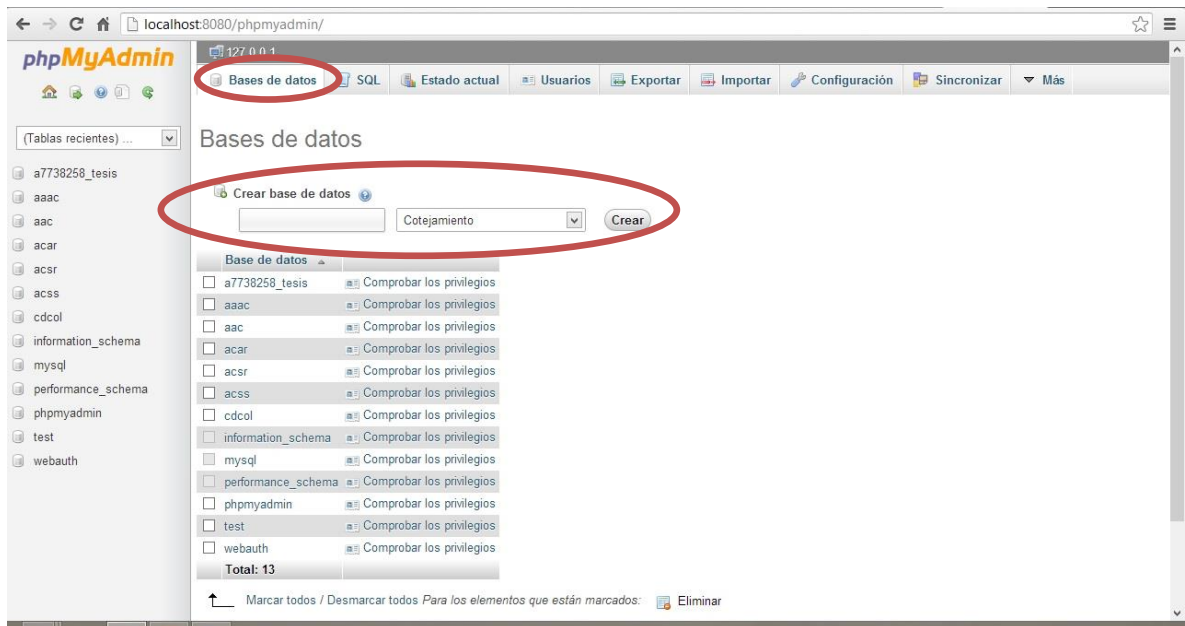 localhost:8080/phpmyadmin/
phpMyAdmin
127.0.0.1
Bases de datos SQL Estado actual Usuarios Exportar Importar Configuración Sincronizar Más
(Tablas recientes) ...
a7738258_tesis
aaac
aac
acar
acsr
acss
cdcol
information_schema
mysql
performance_schema
phpmyadmin
test
webauth
Bases de datos
Crear base de datos
Cotejamiento Crear
Base de datos
a7738258_tesis Comprobar los privilegios
aaac Comprobar los privilegios
aac Comprobar los privilegios
acar Comprobar los privilegios
acsr Comprobar los privilegios
acss Comprobar los privilegios
cdcol Comprobar los privilegios
information_schema Comprobar los privilegios
mysql Comprobar los privilegios
performance_schema Comprobar los privilegios
phpmyadmin Comprobar los privilegios
test Comprobar los privilegios
webauth Comprobar los privilegios
Total: 13
Marcar todos / Desmarcar todos Para los elementos que están marcados: Eliminar